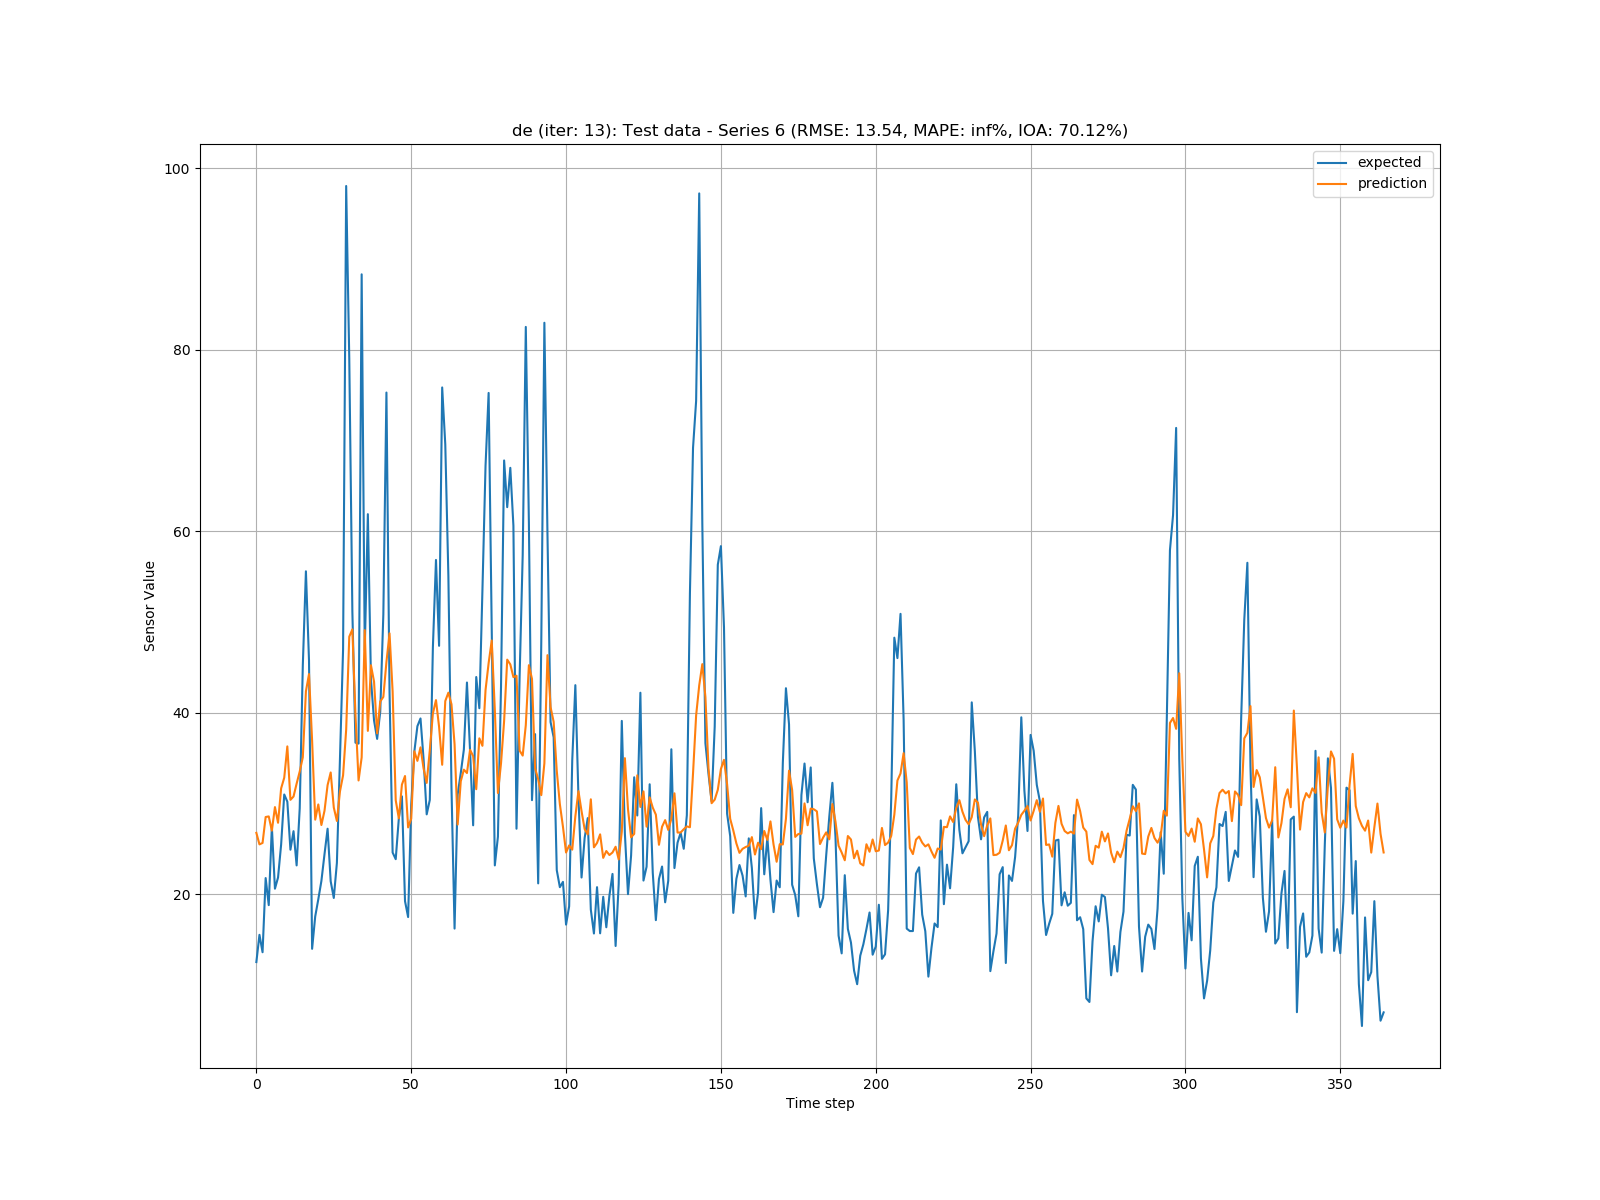 de (iter: 13): Test data - Series 6 (RMSE: 13.54, MAPE: inf%, IOA: 70.12%)
expected
prediction
100
80
60
40
20
Sensor Value
0 50 100 150 200 250 300 350
Time step